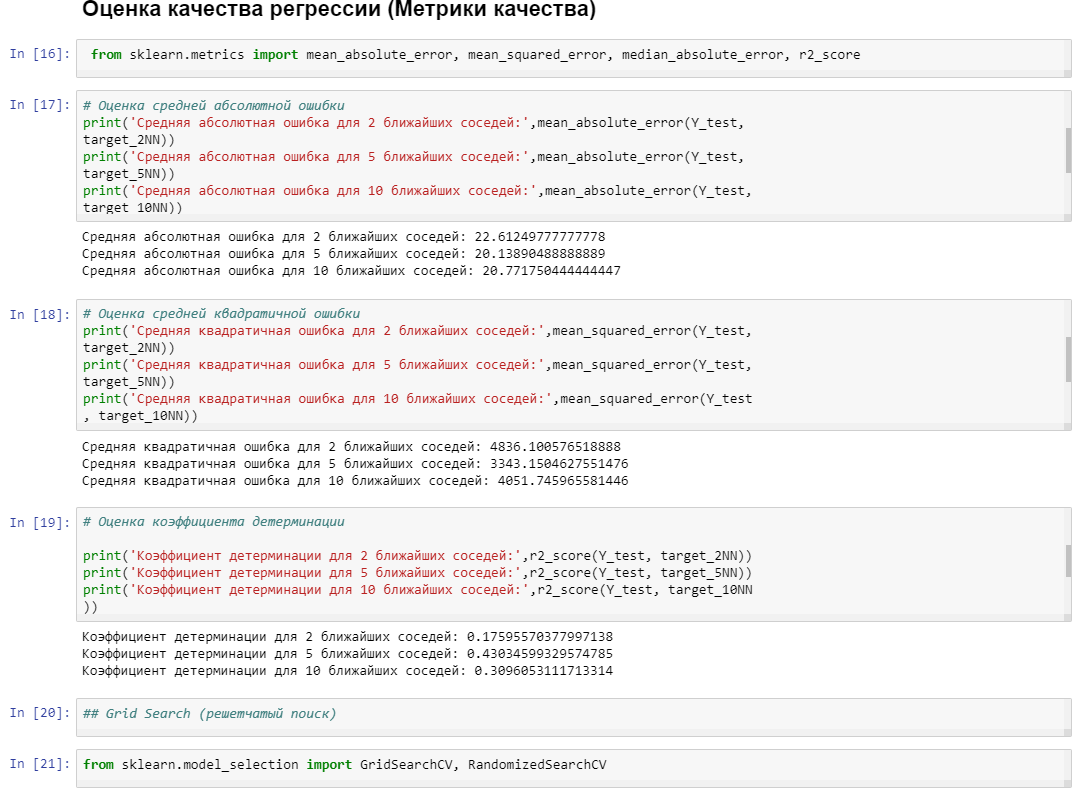 Оценка качества регрессии (Метрики качества)
In [16]: from sklearn.metrics import mean_absolute_error, mean_squared_error, median_absolute_error, r2_score
In [17]: # Оценка средней абсолютной ошибки
print('Средняя абсолютная ошибка для 2 ближайших соседей:',mean_absolute_error(Y_test,
target_2NN))
print('Средняя абсолютная ошибка для 5 ближайших соседей:',mean_absolute_error(Y_test,
target_5NN))
print('Средняя абсолютная ошибка для 10 ближайших соседей:',mean_absolute_error(Y_test,
target_10NN))
Средняя абсолютная ошибка для 2 ближайших соседей: 22.61249777777778
Средняя абсолютная ошибка для 5 ближайших соседей: 20.13890488888889
Средняя абсолютная ошибка для 10 ближайших соседей: 20.771750444444447
In [18]: # Оценка средней квадратичной ошибки
print('Средняя квадратичная ошибка для 2 ближайших соседей:',mean_squared_error(Y_test,
target_2NN))
print('Средняя квадратичная ошибка для 5 ближайших соседей:',mean_squared_error(Y_test,
target_5NN))
print('Средняя квадратичная ошибка для 10 ближайших соседей:',mean_squared_error(Y_test
, target_10NN))
Средняя квадратичная ошибка для 2 ближайших соседей: 4836.100576518888
Средняя квадратичная ошибка для 5 ближайших соседей: 3343.1504627551476
Средняя квадратичная ошибка для 10 ближайших соседей: 4051.745965581446
In [19]: # Оценка коэффициента детерминации
print('Коэффициент детерминации для 2 ближайших соседей:',r2_score(Y_test, target_2NN))
print('Коэффициент детерминации для 5 ближайших соседей:',r2_score(Y_test, target_5NN))
print('Коэффициент детерминации для 10 ближайших соседей:',r2_score(Y_test, target_10NN
))
Коэффициент детерминации для 2 ближайших соседей: 0.17595570377997138
Коэффициент детерминации для 5 ближайших соседей: 0.43034599329574785
Коэффициент детерминации для 10 ближайших соседей: 0.3096053111713314
In [20]: ## Grid Search (решетчатый поиск)
In [21]: from sklearn.model_selection import GridSearchCV, RandomizedSearchCV